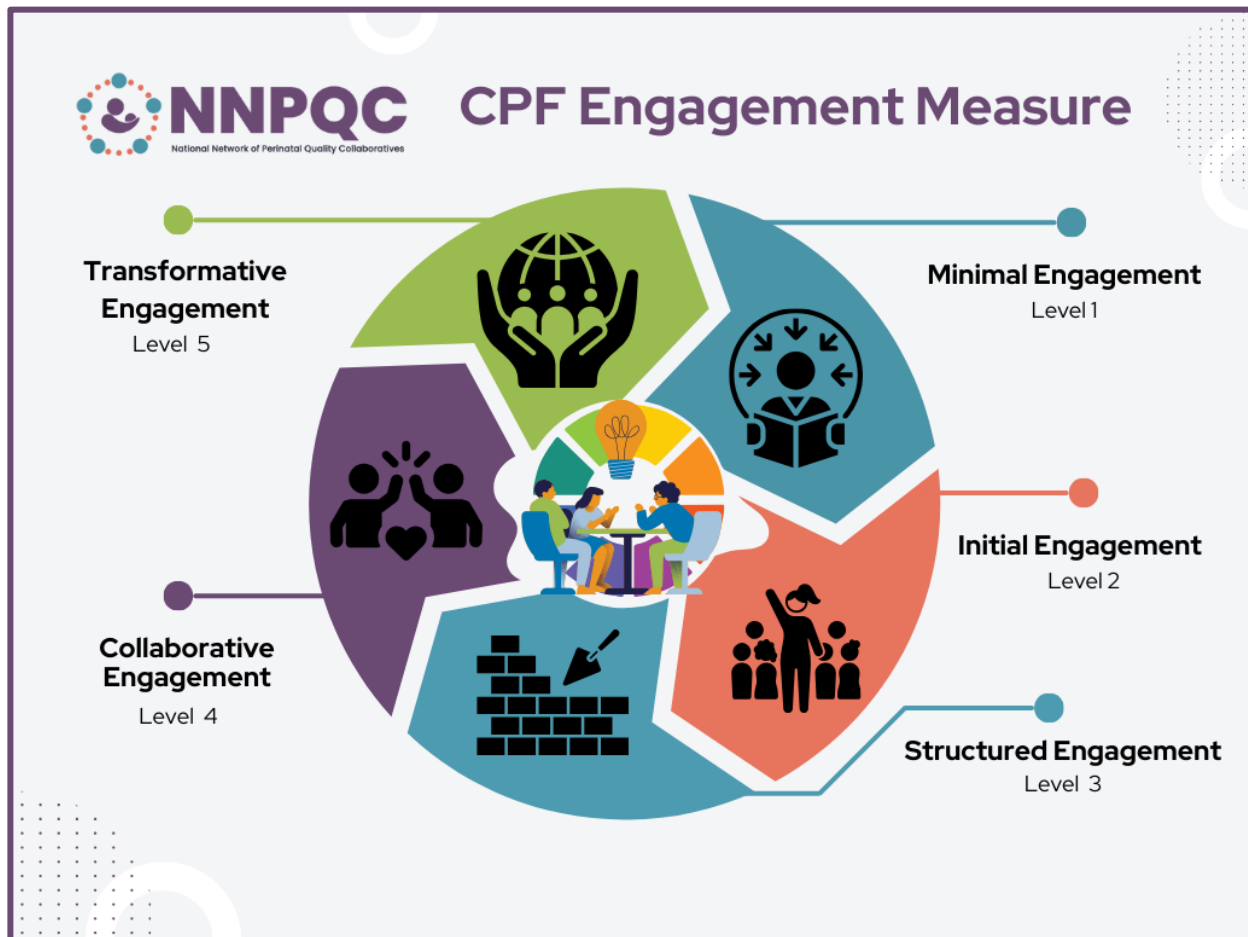 NNPQC
National Network of Perinatal Quality Collaboratives
CPF Engagement Measure
Transformative
Engagement
Level 5
Minimal Engagement
Level 1
Initial Engagement
Level 2
Collaborative
Engagement
Level 4
Structured Engagement
Level 3